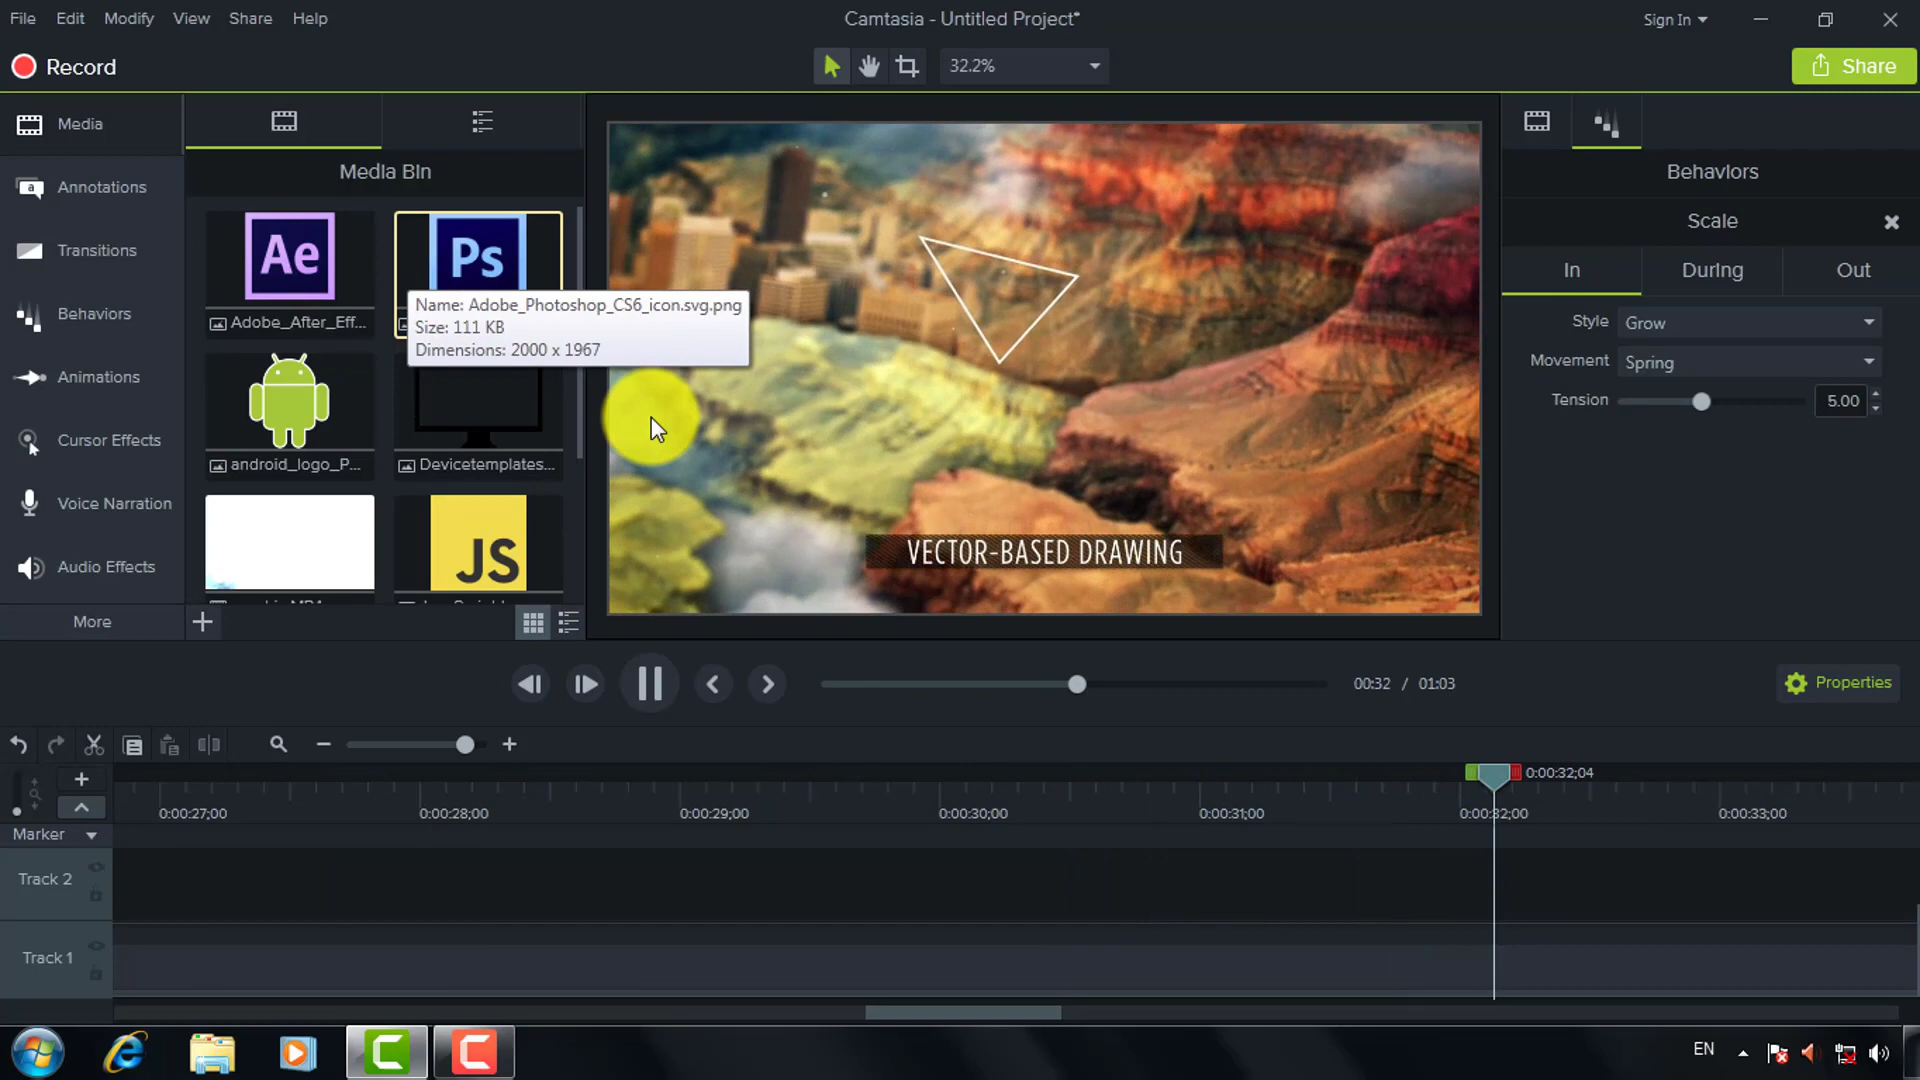 File Edit Modify View Share Help
Camtasia - Untitled Project*
Sign In
Record
32.2%
Share
Media
Annotations
Transitions
Behaviors
Animations
Cursor Effects
Voice Narration
Audio Effects
More
Media Bin
Ae
Ps
Adobe_After_Eff...
Name: Adobe_Photoshop_CS6_icon.svg.png
Size: 111 KB
Dimensions: 2000 x 1967
android_logo_P...
Devicetemplates...
JS
VECTOR-BASED DRAWING
Behaviors
Scale
In During Out
Style Grow
Movement Spring
Tension 5.00
00:32 / 01:03
Properties
0:00:32;04
0:00:27;00 0:00:28;00 0:00:29;00 0:00:30;00 0:00:31;00 0:00:32;00 0:00:33;00
Marker
Track 2
Track 1
EN